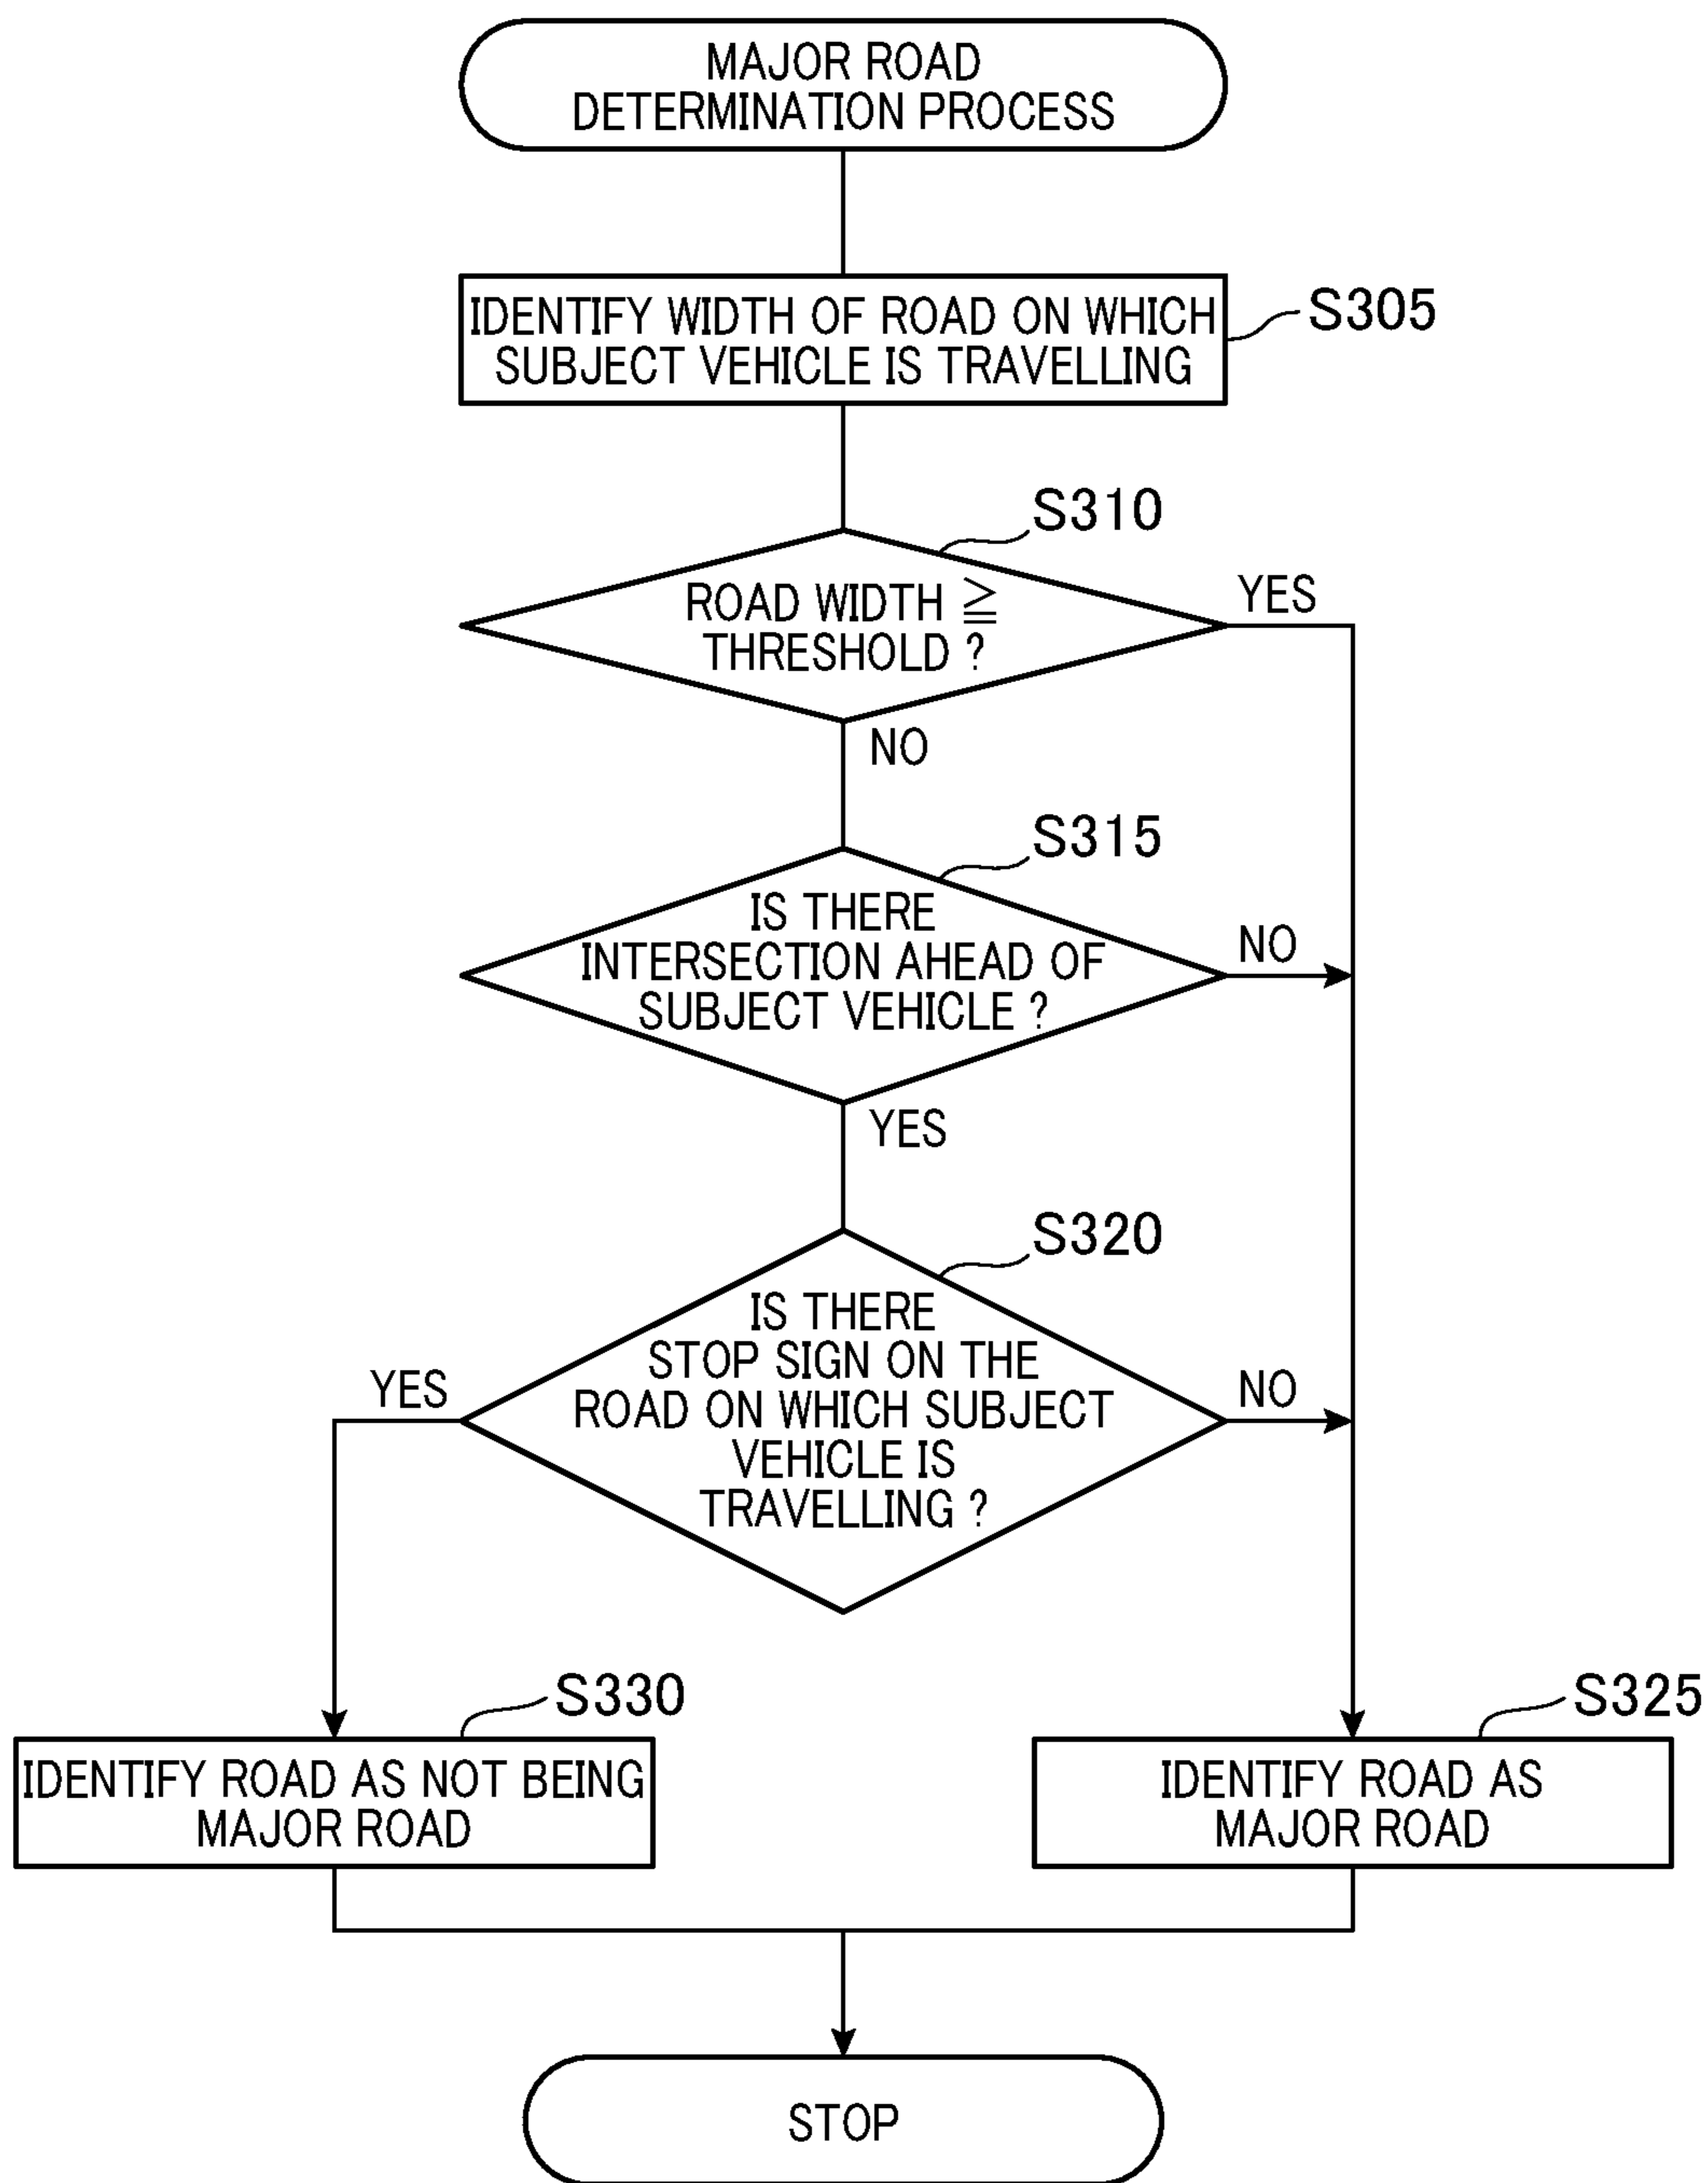 MAJOR ROAD
DETERMINATION PROCESS
IDENTIFY WIDTH OF ROAD ON WHICH
SUBJECT VEHICLE IS TRAVELLING
S305
S310
ROAD WIDTH ≧
THRESHOLD ?
YES
NO
S315
IS THERE
INTERSECTION AHEAD OF
SUBJECT VEHICLE ?
NO
YES
S320
IS THERE
STOP SIGN ON THE
ROAD ON WHICH SUBJECT
VEHICLE IS
TRAVELLING ?
YES
NO
S330
IDENTIFY ROAD AS NOT BEING
MAJOR ROAD
S325
IDENTIFY ROAD AS
MAJOR ROAD
STOP